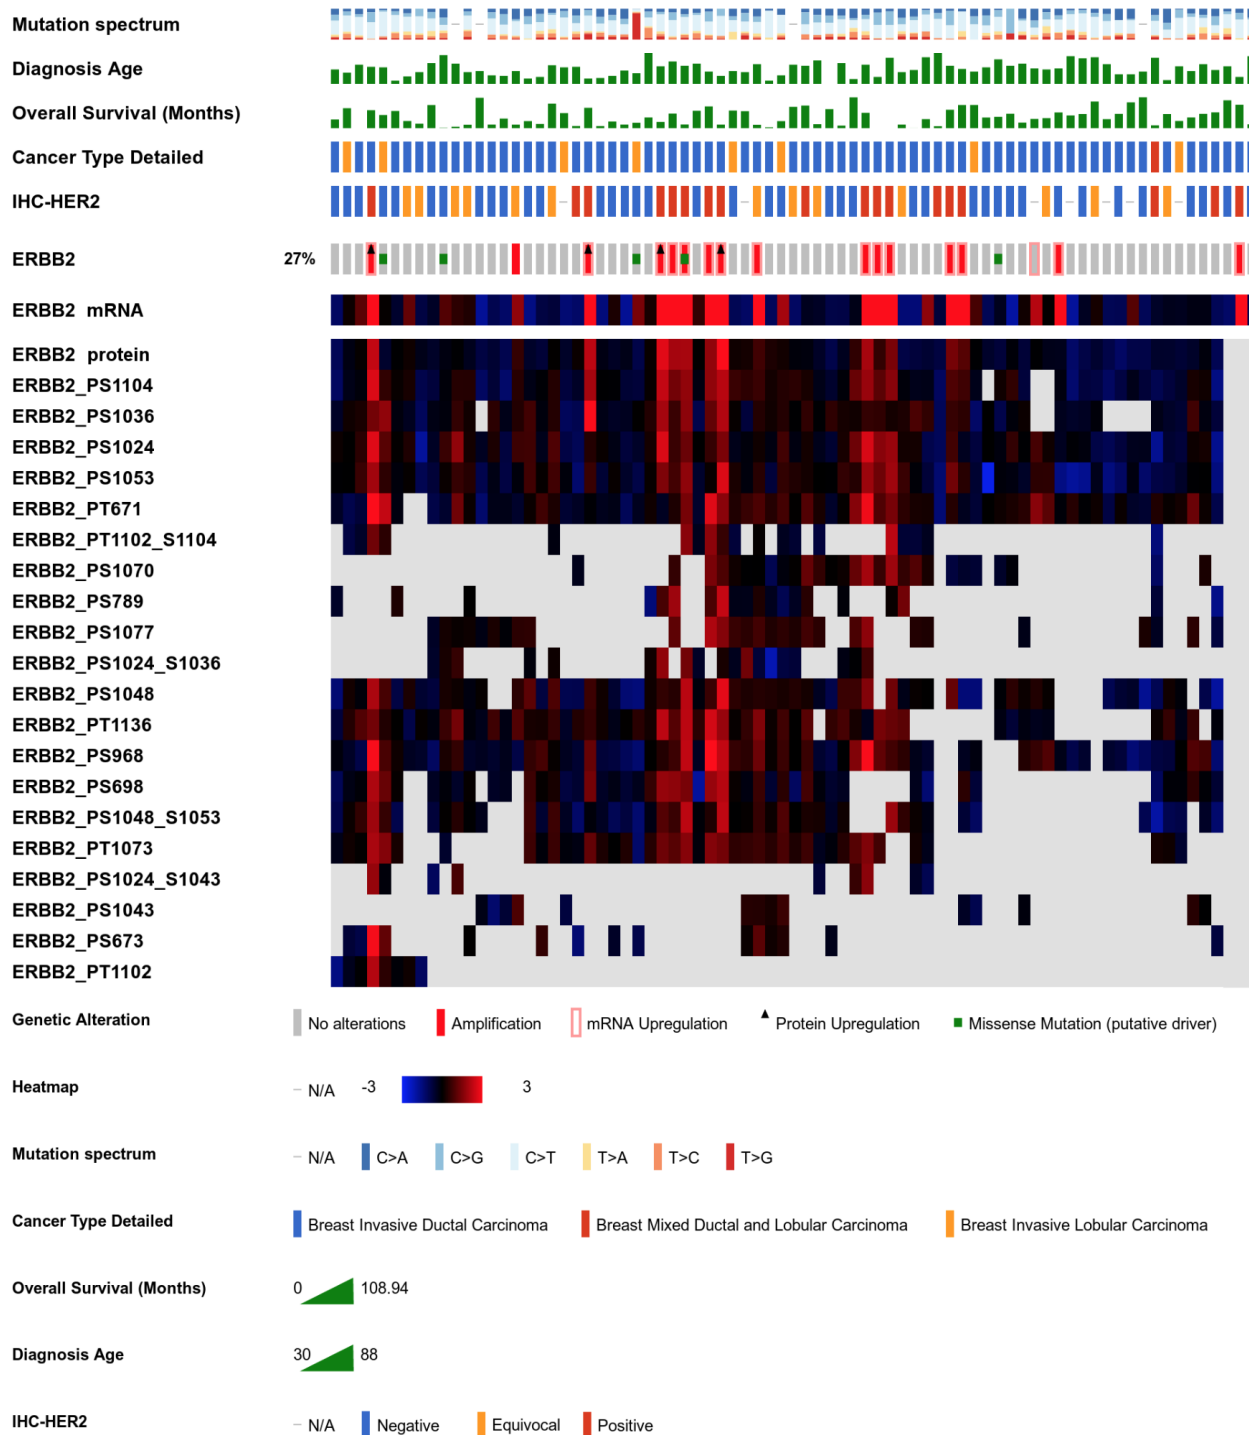 Mutation spectrum
Diagnosis Age
Overall Survival (Months)
Cancer Type Detailed
IHC-HER2
ERBB2 27%
ERBB2 mRNA
ERBB2 protein
ERBB2_PS1104
ERBB2_PS1036
ERBB2_PS1024
ERBB2_PS1053
ERBB2_PT671
ERBB2_PT1102_S1104
ERBB2_PS1070
ERBB2_PS789
ERBB2_PS1077
ERBB2_PS1024_S1036
ERBB2_PS1048
ERBB2_PT1136
ERBB2_PS968
ERBB2_PS698
ERBB2_PS1048_S1053
ERBB2_PT1073
ERBB2_PS1024_S1043
ERBB2_PS1043
ERBB2_PS673
ERBB2_PT1102
Genetic Alteration No alterations Amplification mRNA Upregulation Protein Upregulation Missense Mutation (putative driver)
Heatmap N/A -3 3
Mutation spectrum N/A C>A C>G C>T T>A T>C T>G
Cancer Type Detailed Breast Invasive Ductal Carcinoma Breast Mixed Ductal and Lobular Carcinoma Breast Invasive Lobular Carcinoma
Overall Survival (Months) 0 108.94
Diagnosis Age 30 88
IHC-HER2 N/A Negative Equivocal Positive